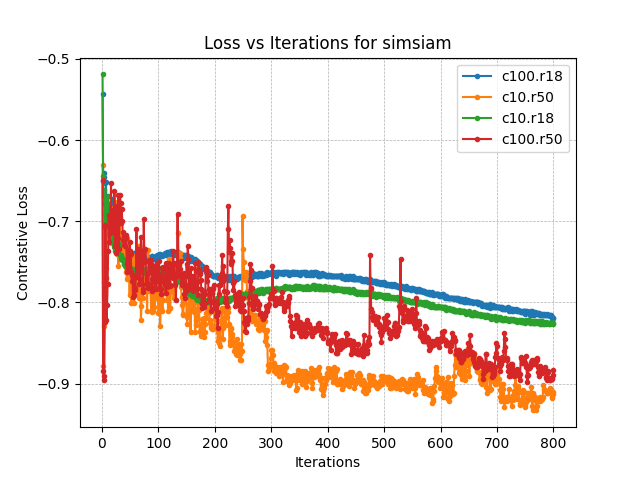 Loss vs Iterations for simsiam
c100.r18
c10.r50
c10.r18
c100.r50
−0.5
−0.6
−0.7
−0.8
−0.9
Contrastive Loss
0 100 200 300 400 500 600 700 800
Iterations